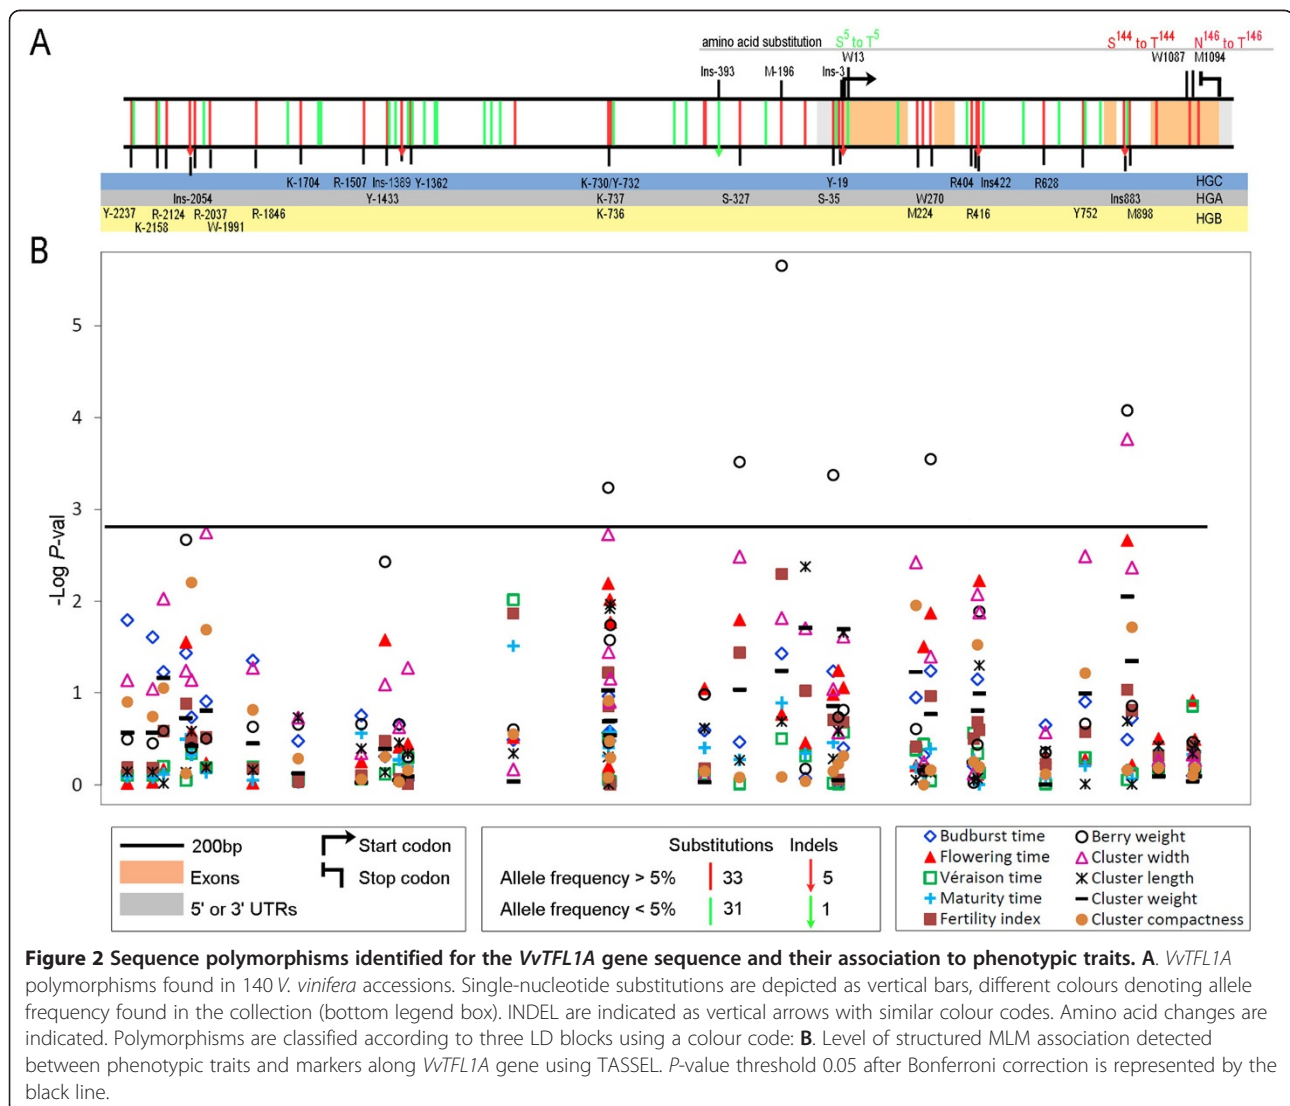 A
amino acid substitution S⁵ to T⁵ S¹⁴⁴ to T¹⁴⁴ N¹⁴⁶ to T¹⁴⁶
W13 W1087 M1094
Ins-393 M-196 Ins-3
K-1704 R-1507 Ins-1389 Y-1362 K-730/Y-732 Y-19 R404 Ins422 R628 HGC
Ins-2054 Y-1433 K-737 S-327 S-35 W270 Ins883 HGA
Y-2237 R-2124 R-2037 R-1846 K-736 M224 R416 Y752 M898 HGB
K-2158 W-1991
B
-Log P-val
5
4
3
2
1
0
200bp
Start codon
Exons
Stop codon
5' or 3' UTRs
Substitutions Indels
Allele frequency > 5% 33 5
Allele frequency < 5% 31 1
Budburst time Berry weight
Flowering time Cluster width
Véraison time Cluster length
Maturity time Cluster weight
Fertility index Cluster compactness
Figure 2 Sequence polymorphisms identified for the VvTFL1A gene sequence and their association to phenotypic traits. A. VvTFL1A
polymorphisms found in 140 V. vinifera accessions. Single-nucleotide substitutions are depicted as vertical bars, different colours denoting allele
frequency found in the collection (bottom legend box). INDEL are indicated as vertical arrows with similar colour codes. Amino acid changes are
indicated. Polymorphisms are classified according to three LD blocks using a colour code: B. Level of structured MLM association detected
between phenotypic traits and markers along VvTFL1A gene using TASSEL. P-value threshold 0.05 after Bonferroni correction is represented by the
black line.